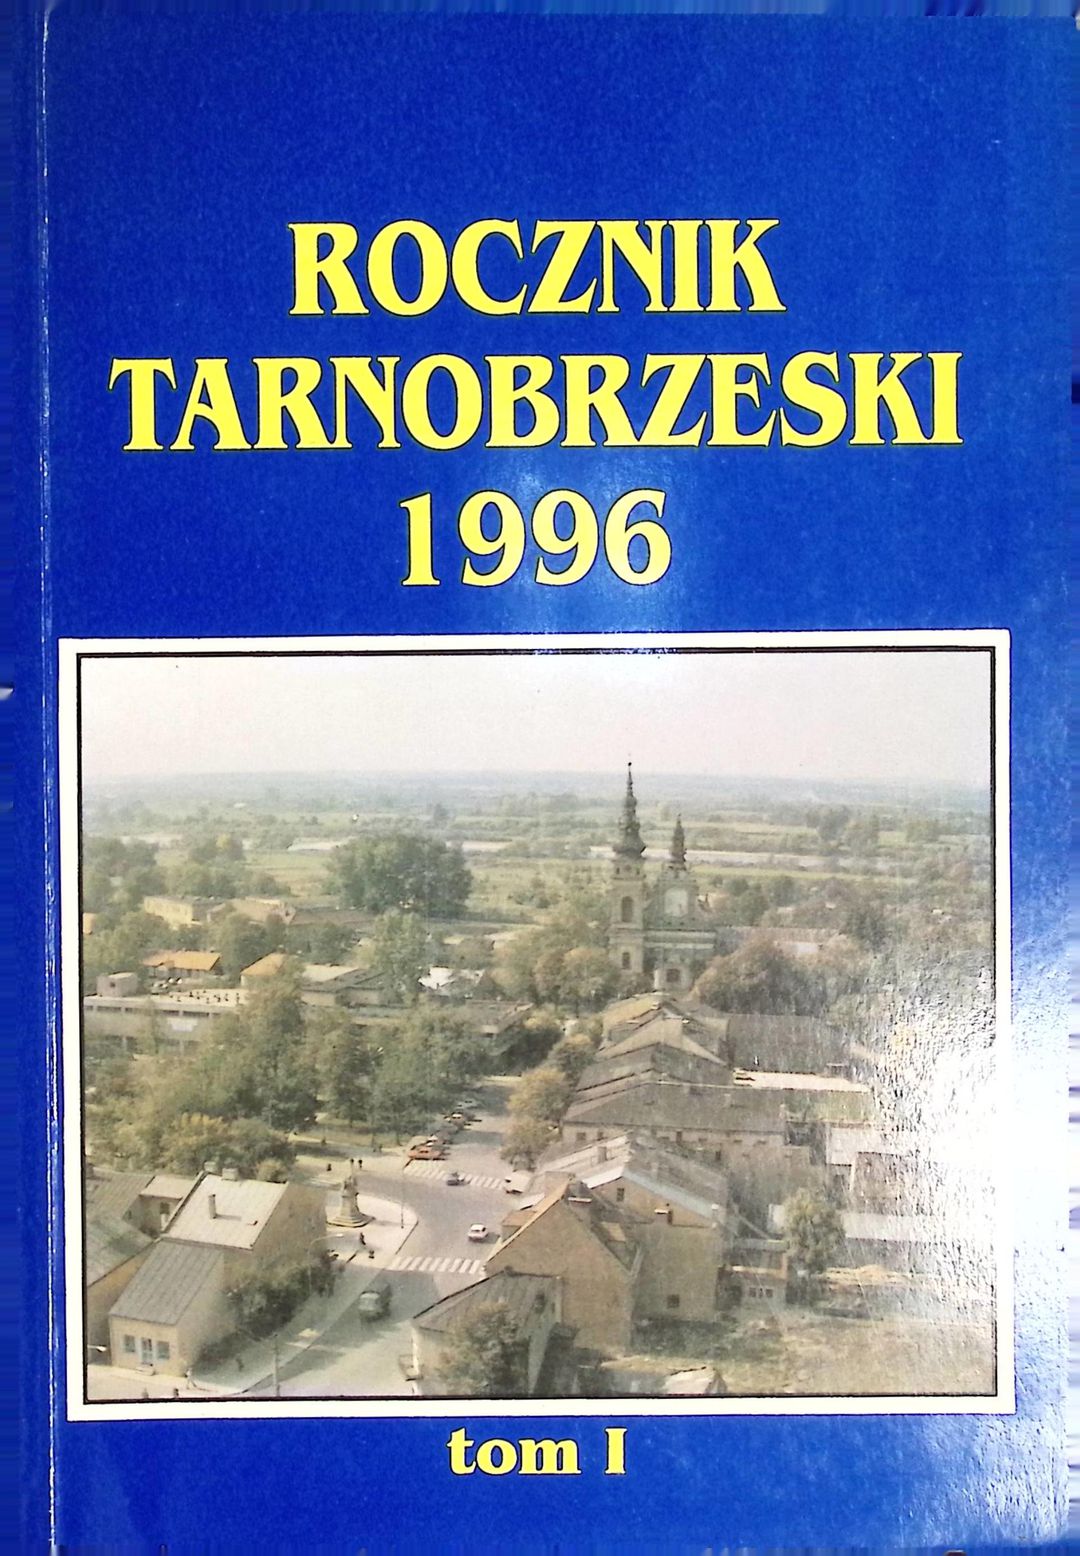 ROCZNIK
TARNOBRZESKI
1996
tom I